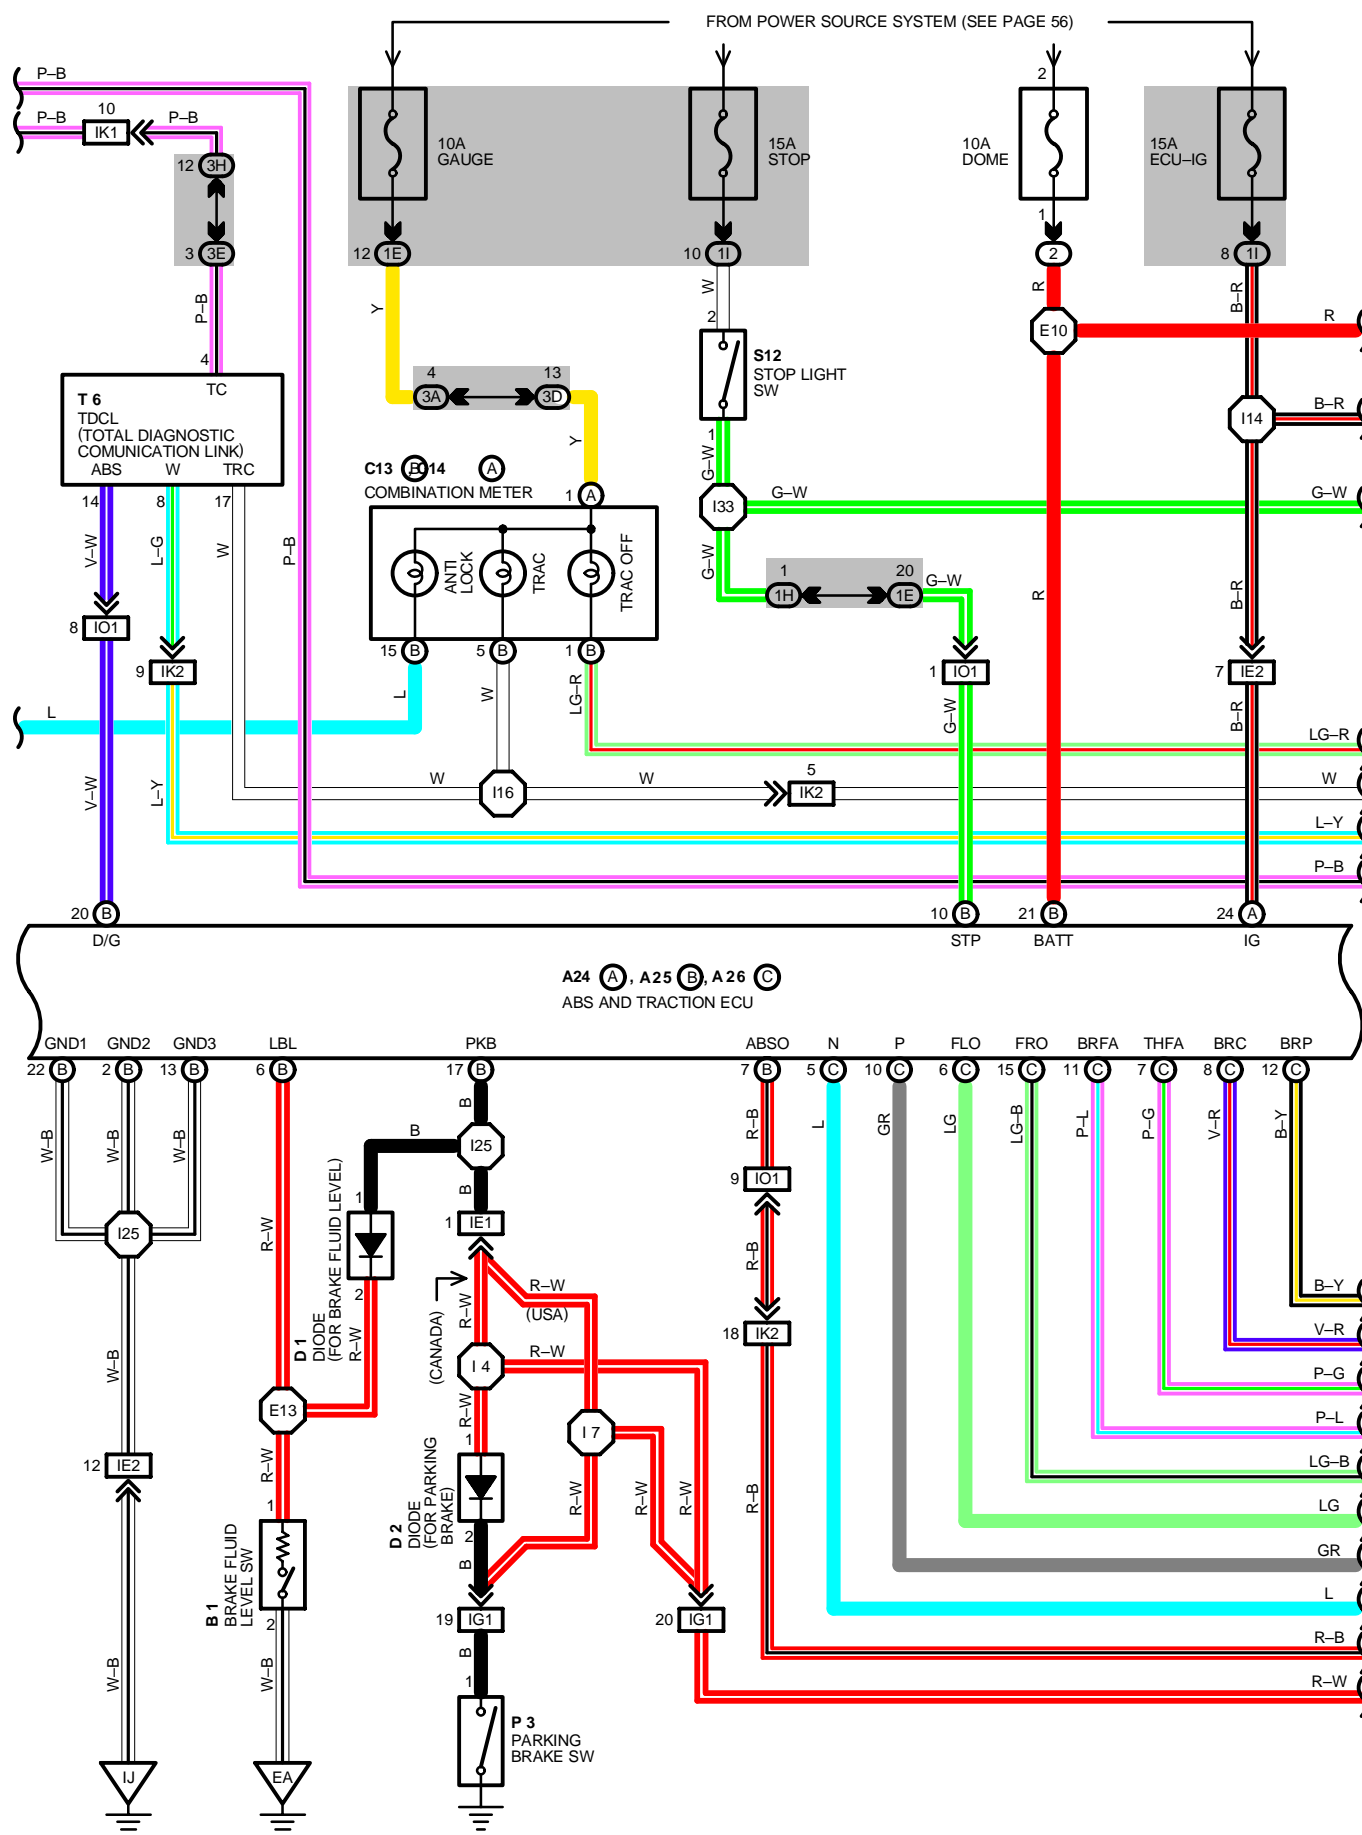 FROM POWER SOURCE SYSTEM (SEE PAGE 56)
P–B
10
P–B
IK1
P–B
12
3H
3
3E
P–B
4
10A
GAUGE
15A
STOP
2
10A
DOME
1
15A
ECU–IG
12
1E
10
1I
2
8
1I
Y
W
2
R
E10
R
B–R
S12
STOP LIGHT
SW
1
G–W
I33
G–W
G–W
G–W
I14
B–R
4
3A
13
3D
Y
TC
T 6
TDCL
(TOTAL DIAGNOSTIC
COMUNICATION LINK)
ABS
W
TRC
14
8
17
V–W
L–G
W
P–B
C13
B
C14
A
COMBINATION METER
1
A
ANTI
LOCK
TRAC
TRAC OFF
1
1H
20
1E
G–W
R
B–R
8
IO1
9
IK2
15
B
5
B
1
B
1
IO1
7
IE2
L
L
W
LG–R
G–W
B–R
LG–R
V–W
L–Y
W
I16
W
5
IK2
W
L–Y
P–B
20
B
10
B
21
B
24
A
D/G
STP
BATT
IG
A24 A , A25 B , A26 C
ABS AND TRACTION ECU
GND1
GND2
GND3
LBL
PKB
ABSO
N
P
FLO
FRO
BRFA
THFA
BRC
BRP
22
B
2
B
13
B
6
B
17
B
7
B
5
C
10
C
6
C
15
C
11
C
7
C
8
C
12
C
W–B
W–B
W–B
B
B
I25
R–B
L
GR
LG
LG–B
P–L
P–G
V–R
B–Y
I25
R–W
1
D 1
DIODE
(FOR BRAKE FLUID LEVEL)
2
R–W
B
1
IE1
9
IO1
R–B
18
IK2
R–W
(USA)
R–W
(CANADA)
I 4
R–W
B–Y
V–R
P–G
P–L
LG–B
LG
GR
L
R–B
R–W
W–B
E13
R–W
R–W
1
I 7
12
IE2
1
D 2
DIODE
(FOR PARKING
BRAKE)
2
B
R–W
R–W
R–W
R–B
B 1
BRAKE FLUID
LEVEL SW
2
19
IG1
20
IG1
W–B
W–B
B
1
P 3
PARKING
BRAKE SW
IJ
EA